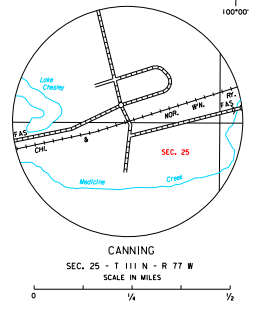 100°00'
Lake
Chesley
RY.
W'N.
FAS
NOR.
FAS
&
CHI.
SEC. 25
Medicine
Creek
CANNING
SEC. 25 - T 111 N - R 77 W
SCALE IN MILES
0 1/4 1/2